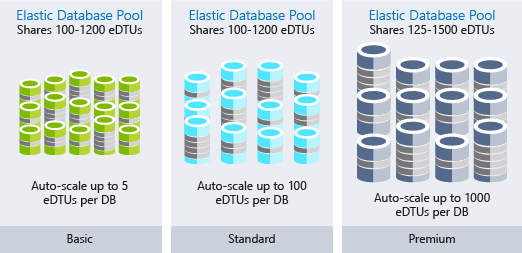 Elastic Database Pool
Shares 100-1200 eDTUs
Auto-scale up to 5
eDTUs per DB
Basic
Elastic Database Pool
Shares 100-1200 eDTUs
Auto-scale up to 100
eDTUs per DB
Standard
Elastic Database Pool
Shares 125-1500 eDTUs
Auto-scale up to 1000
eDTUs per DB
Premium